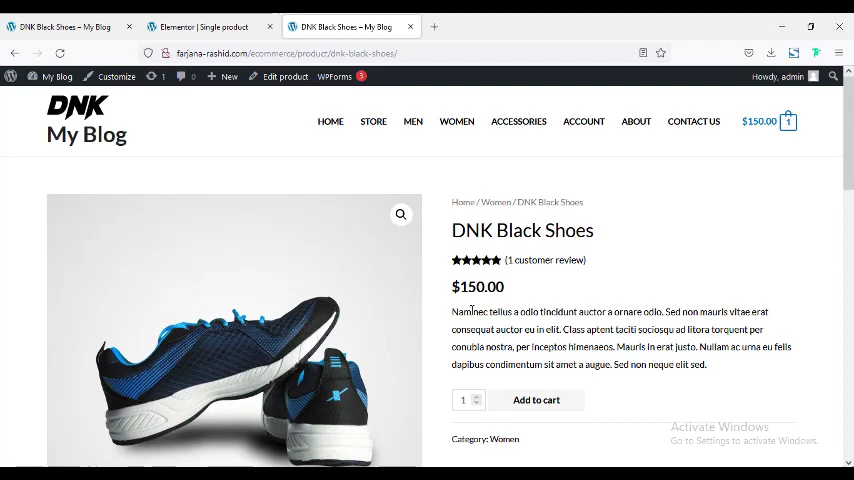 DNK Black Shoes – My Blog
Elementor | Single product
DNK Black Shoes – My Blog
farjana-rashid.com/ecommerce/product/dnk-black-shoes/
My Blog
Customize
1
0
New
Edit product
WPForms 3
Howdy, admin
DNK
My Blog
HOME STORE MEN WOMEN ACCESSORIES ACCOUNT ABOUT CONTACT US $150.00 1
Home / Women / DNK Black Shoes
DNK Black Shoes
(1 customer review)
$150.00
Nam nec tellus a odio tincidunt auctor a ornare odio. Sed non mauris vitae erat
consequat auctor eu in elit. Class aptent taciti sociosqu ad litora torquent per
conubia nostra, per inceptos himenaeos. Mauris in erat justo. Nullam ac urna eu felis
dapibus condimentum sit amet a augue. Sed non neque elit sed.
1 Add to cart
Category: Women
Activate Windows
Go to Settings to activate Windows.